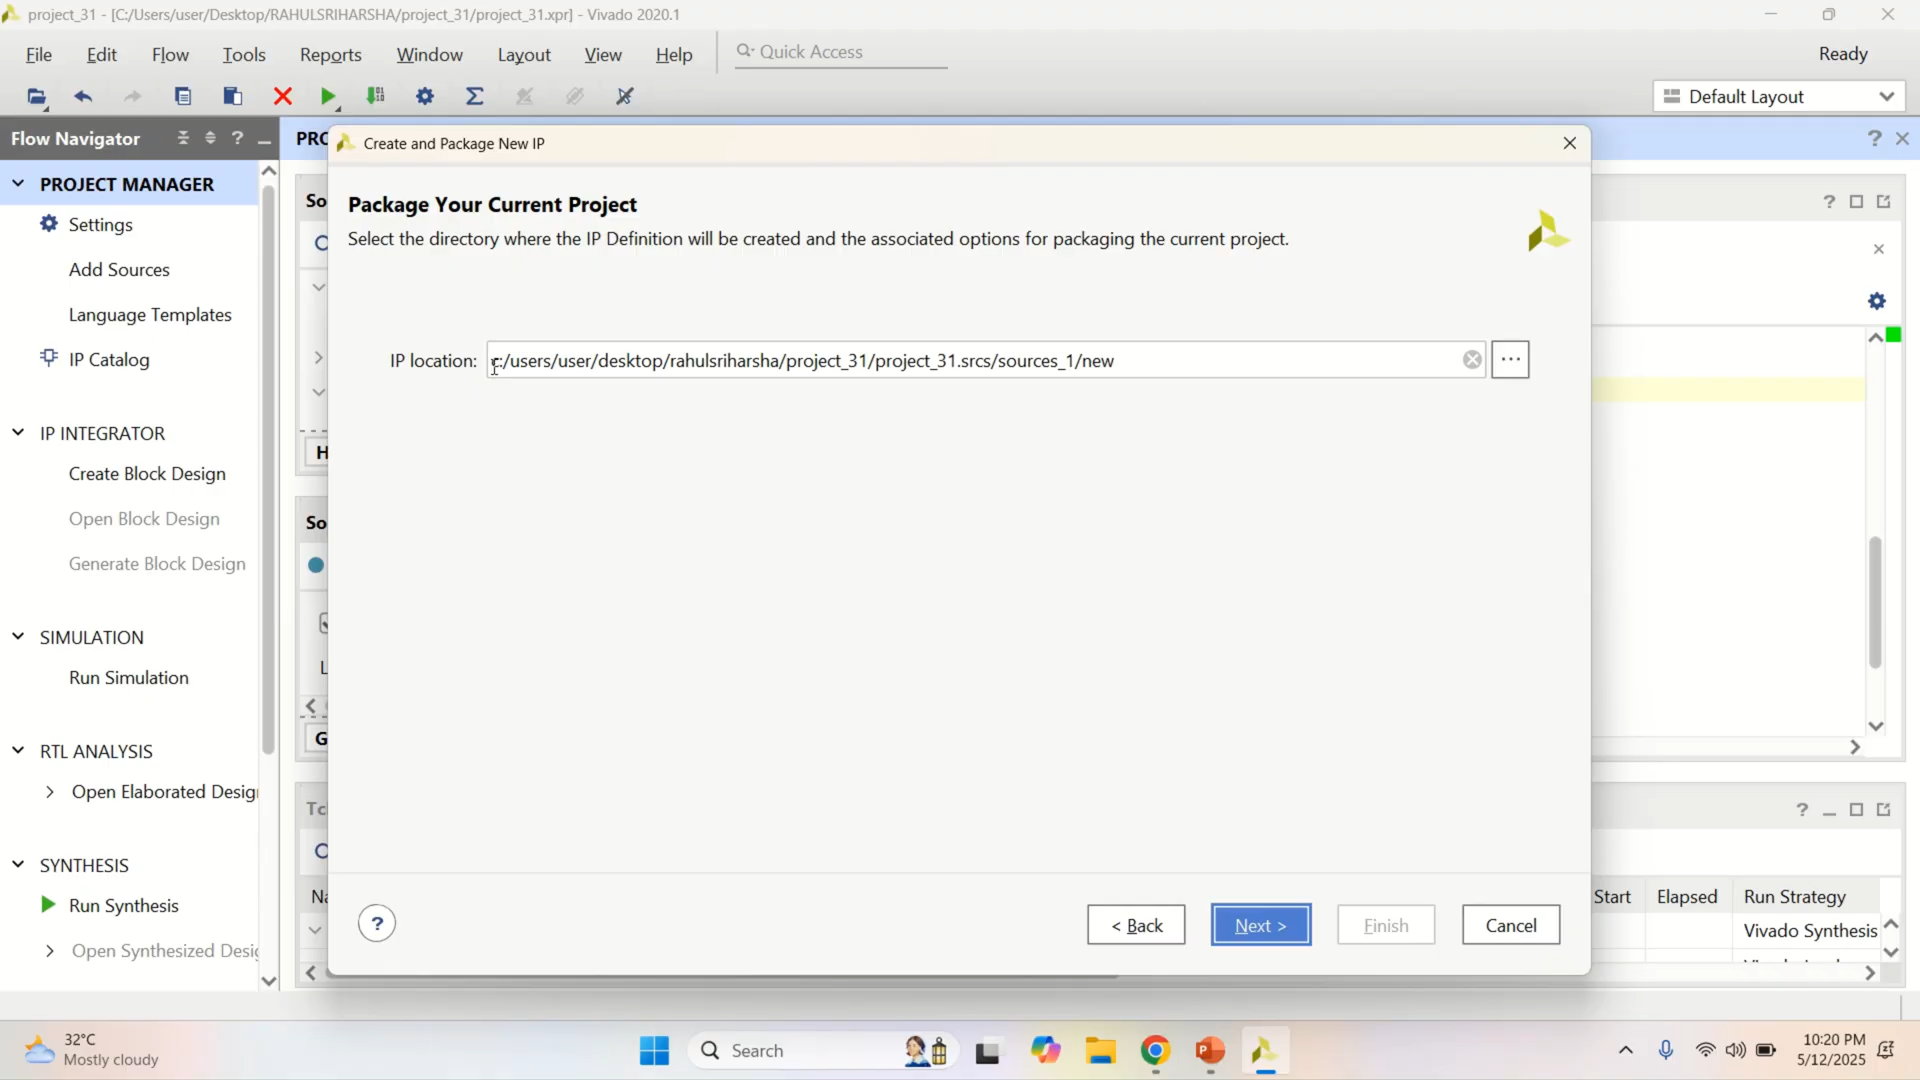 project_31 - [C:/Users/user/Desktop/RAHULSRIHARSHA/project_31/project_31.xpr] - Vivado 2020.1
File Edit Flow Tools Reports Window Layout View Help Quick Access Ready
Default Layout
Flow Navigator
PRO
PROJECT MANAGER
Settings
Add Sources
Language Templates
IP Catalog
IP INTEGRATOR
Create Block Design
Open Block Design
Generate Block Design
SIMULATION
Run Simulation
RTL ANALYSIS
Open Elaborated Desig
SYNTHESIS
Run Synthesis
Open Synthesized Desi
So
H
So
L
G
Tc
Na
Create and Package New IP
Package Your Current Project
Select the directory where the IP Definition will be created and the associated options for packaging the current project.
IP location: c:/users/user/desktop/rahulsriharsha/project_31/project_31.srcs/sources_1/new
?
< Back Next > Finish Cancel
Start Elapsed Run Strategy
Vivado Synthesis
32°C
Mostly cloudy
Search
10:20 PM
5/12/2025